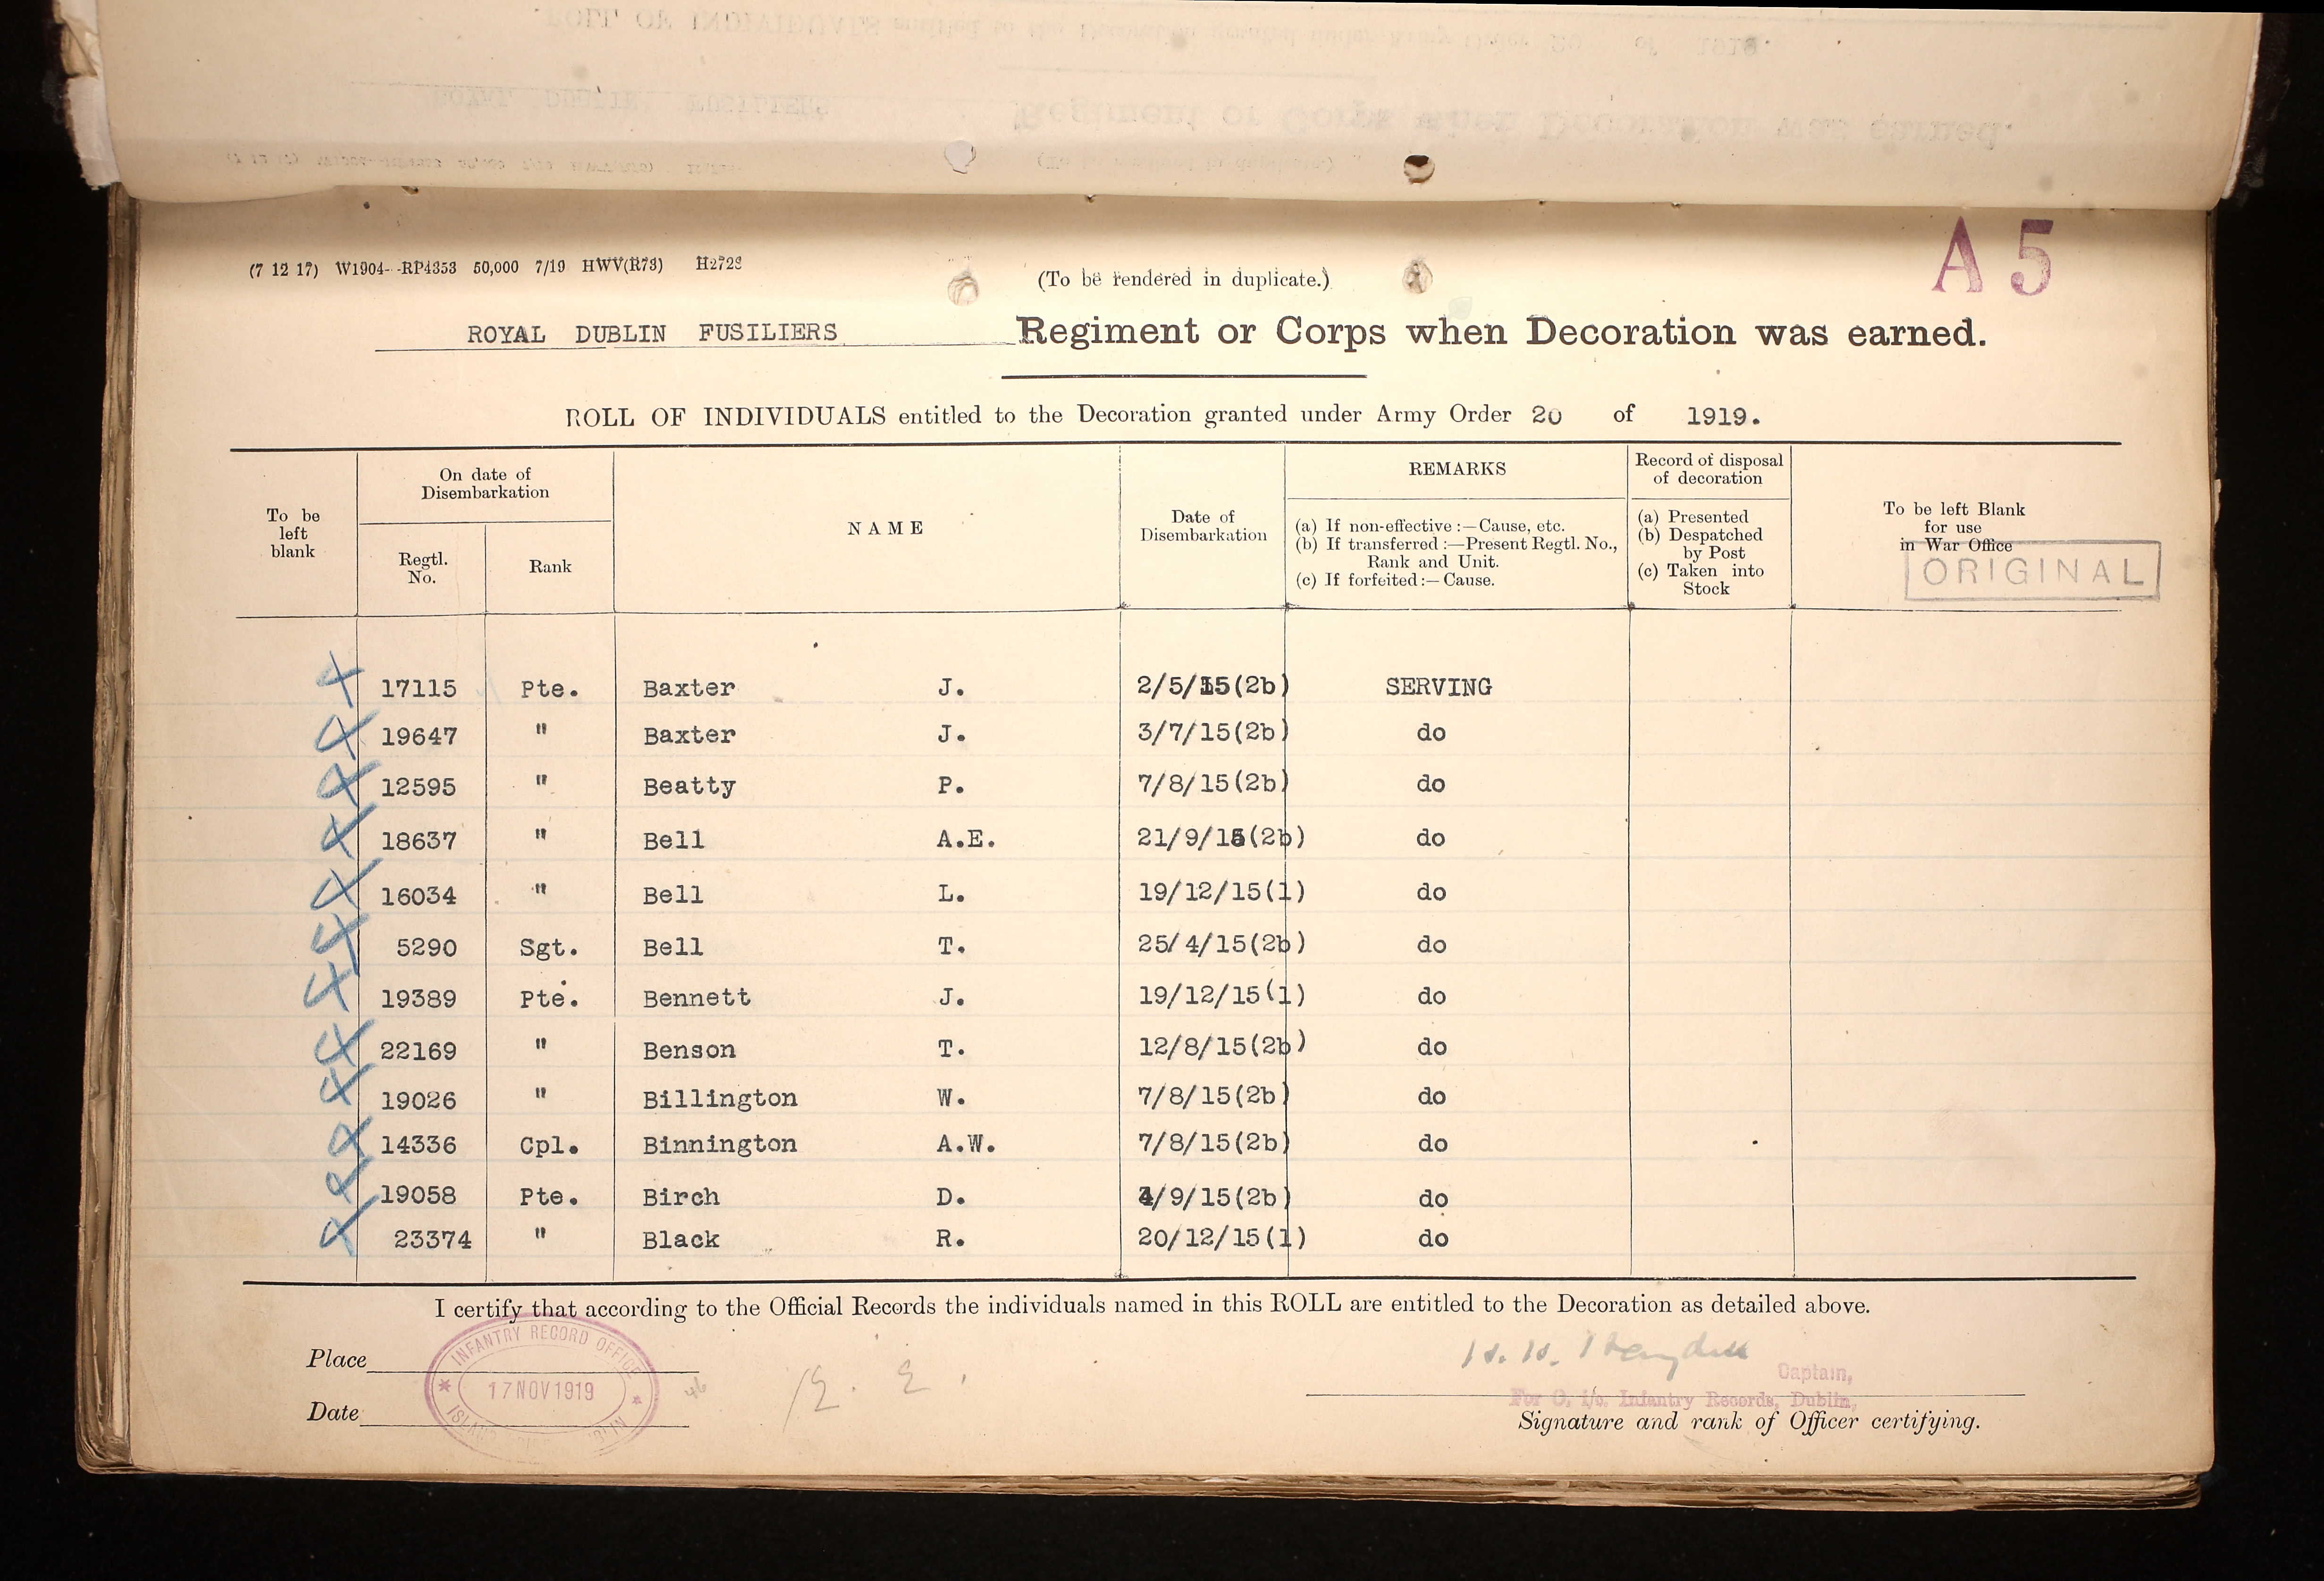 A 5
(7 12 17) W1904--RP4353 50,000 7/19 HWV(R73) H2728
(To be rendered in duplicate.)
ROYAL DUBLIN FUSILIERS Regiment or Corps when Decoration was earned.
ROLL OF INDIVIDUALS entitled to the Decoration granted under Army Order 20 of 1919.
To be left blank
On date of Disembarkation
Regtl. No.
Rank
NAME
Date of Disembarkation
REMARKS
(a) If non-effective :—Cause, etc.
(b) If transferred :—Present Regtl. No., Rank and Unit.
(c) If forfeited :—Cause.
Record of disposal of decoration
(a) Presented
(b) Despatched by Post
(c) Taken into Stock
To be left Blank for use in War Office
ORIGINAL
17115 Pte. Baxter J. 2/5/15(2b) SERVING
19647 " Baxter J. 3/7/15(2b) do
12595 " Beatty P. 7/8/15(2b) do
18637 " Bell A.E. 21/9/15(2b) do
16034 " Bell L. 19/12/15(1) do
5290 Sgt. Bell T. 25/4/15(2b) do
19389 Pte. Bennett J. 19/12/15(1) do
22169 " Benson T. 12/8/15(2b) do
19026 " Billington W. 7/8/15(2b) do
14336 Cpl. Binnington A.W. 7/8/15(2b) do
19058 Pte. Birch D. /9/15(2b) do
23374 " Black R. 20/12/15(1) do
I certify that according to the Official Records the individuals named in this ROLL are entitled to the Decoration as detailed above.
Place
INFANTRY RECORD OFFICE
17 NOV 1919
Date
Captain,
For O. i/c. Infantry Records, Dublin,
Signature and rank of Officer certifying.